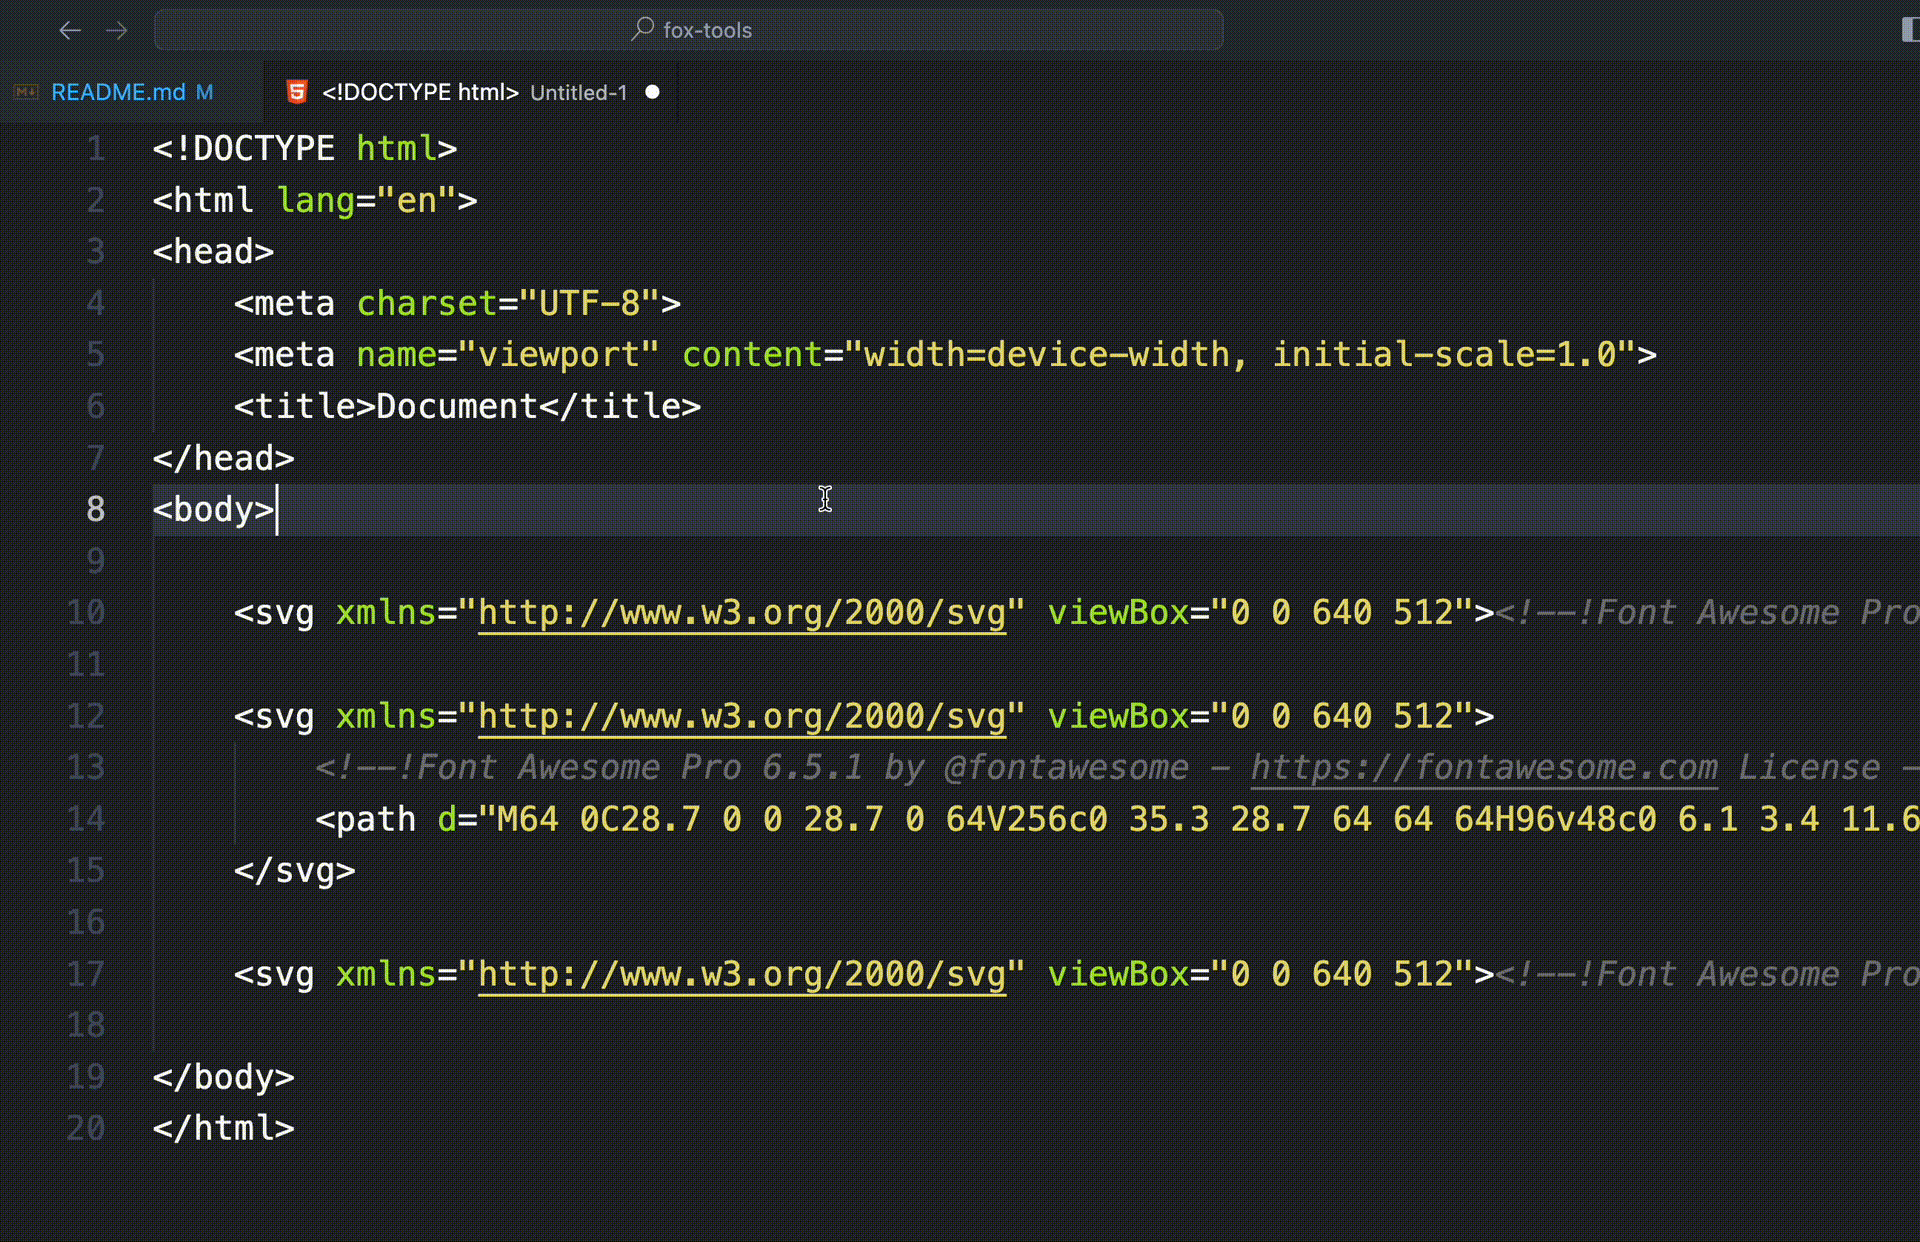 fox-tools
README.md M
<!DOCTYPE html> Untitled-1
1 <!DOCTYPE html>
2 <html lang="en">
3 <head>
4 <meta charset="UTF-8">
5 <meta name="viewport" content="width=device-width, initial-scale=1.0">
6 <title>Document</title>
7 </head>
8 <body>
9
10 <svg xmlns="http://www.w3.org/2000/svg" viewBox="0 0 640 512"><!--!Font Awesome Pro
11
12 <svg xmlns="http://www.w3.org/2000/svg" viewBox="0 0 640 512">
13 <!--!Font Awesome Pro 6.5.1 by @fontawesome - https://fontawesome.com License -
14 <path d="M64 0C28.7 0 0 28.7 0 64V256c0 35.3 28.7 64 64 64H96v48c0 6.1 3.4 11.6
15 </svg>
16
17 <svg xmlns="http://www.w3.org/2000/svg" viewBox="0 0 640 512"><!--!Font Awesome Pro
18
19 </body>
20 </html>